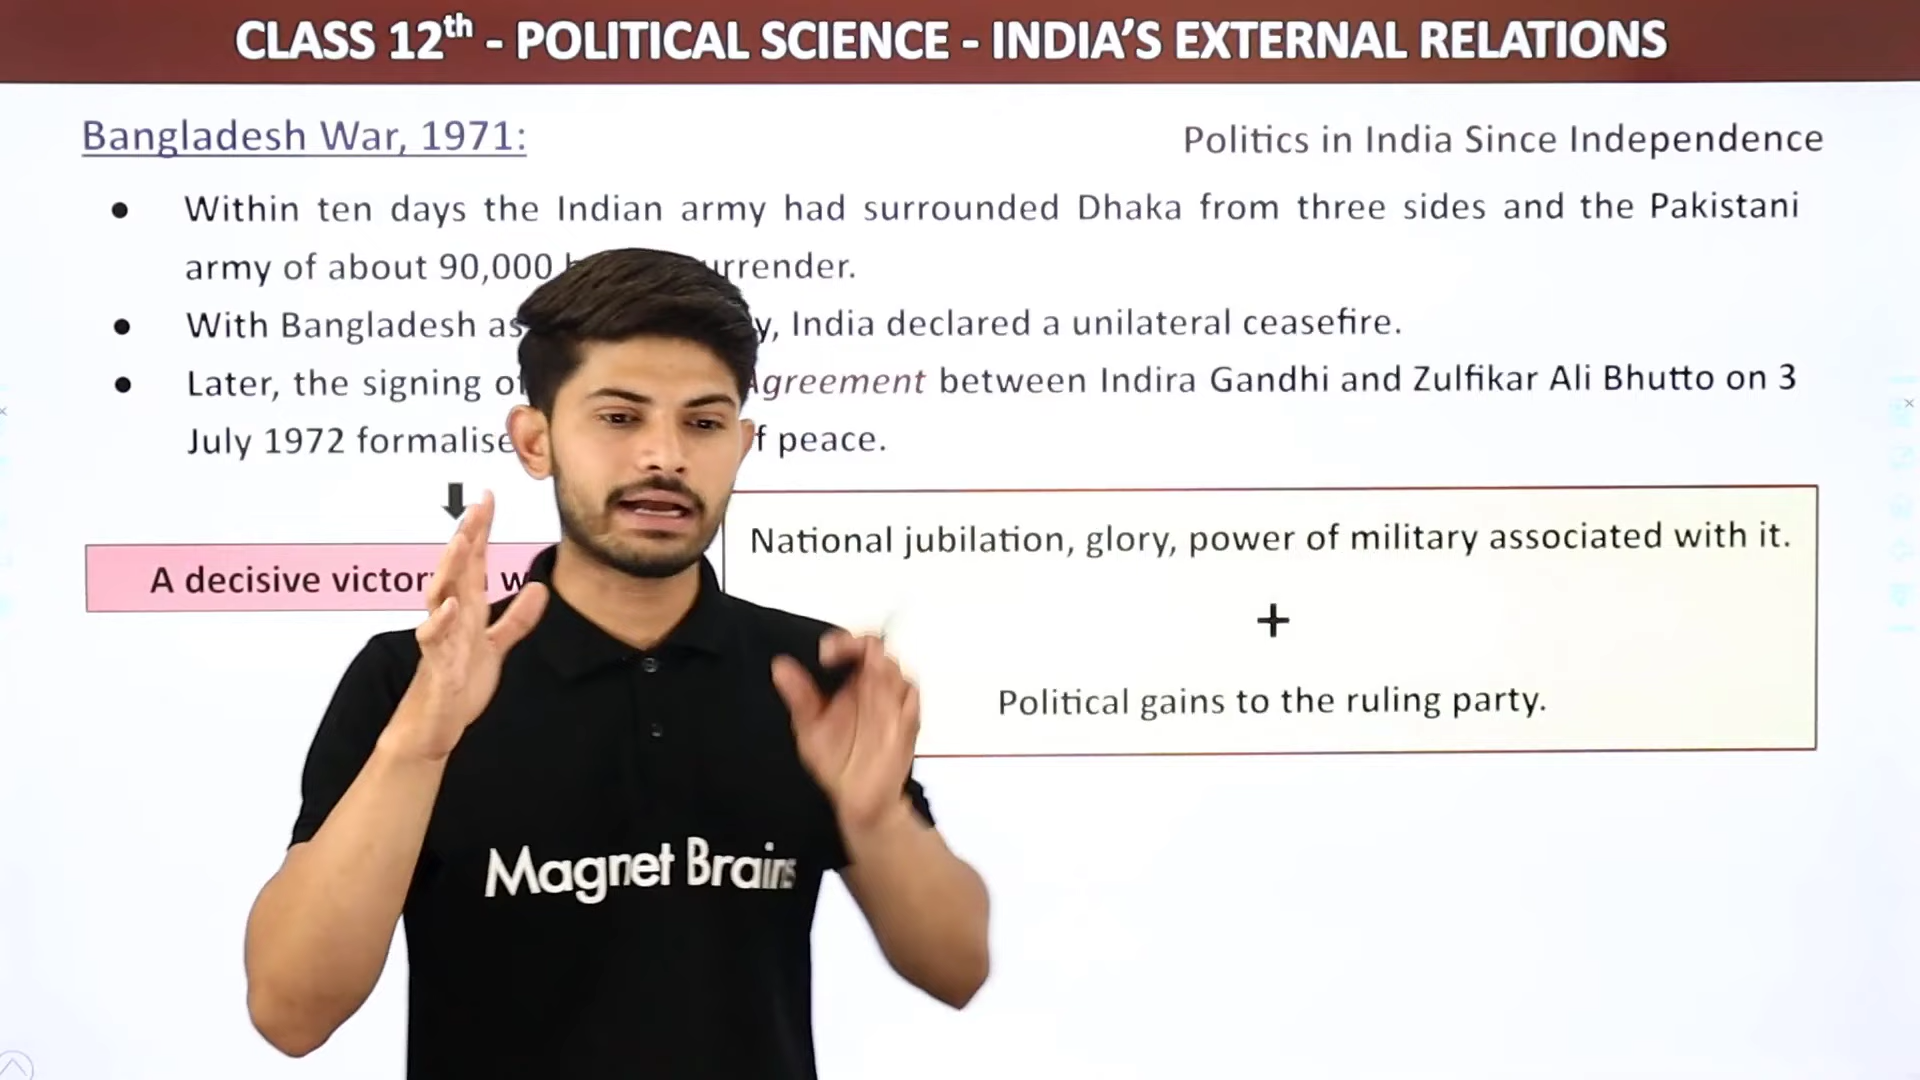 CLASS 12th - POLITICAL SCIENCE - INDIA'S EXTERNAL RELATIONS
Bangladesh War, 1971:
Politics in India Since Independence
● Within ten days the Indian army had surrounded Dhaka from three sides and the Pakistani
army of about 90,000 surrender.
● With Bangladesh as India declared a unilateral ceasefire.
● Later, the signing of Agreement between Indira Gandhi and Zulfikar Ali Bhutto on 3
July 1972 peace.
A decisive victory
National jubilation, glory, power of military associated with it.
+
Political gains to the ruling party.
Magnet Brains